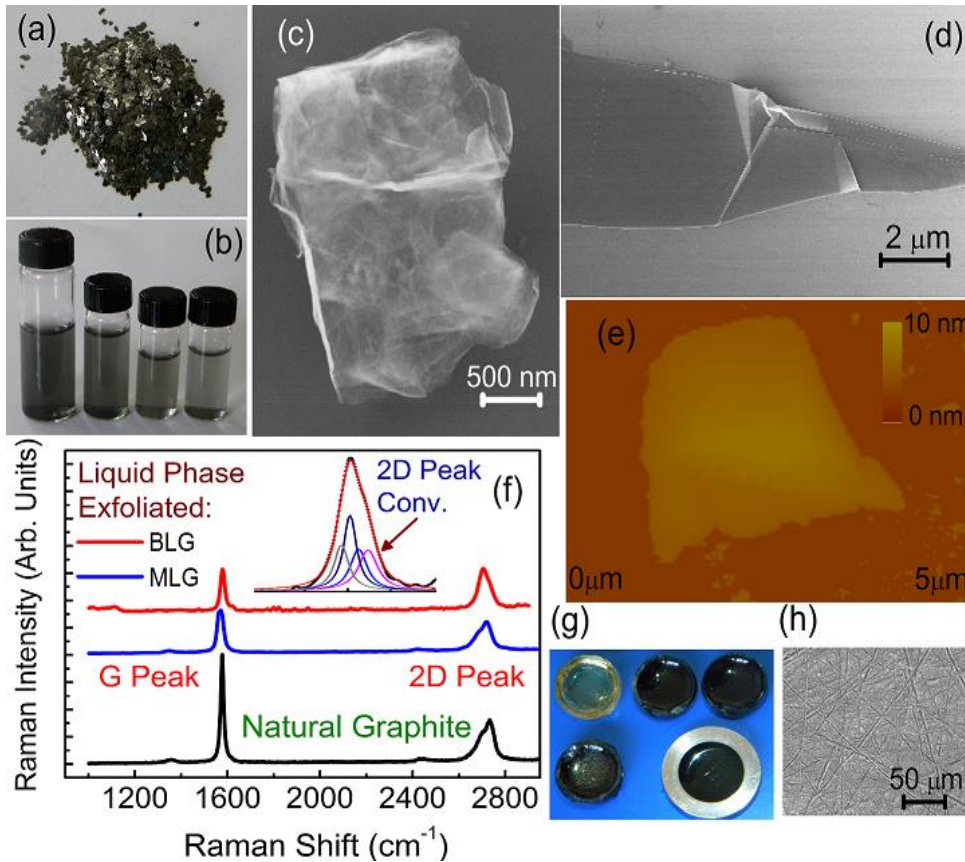 (a)
(b)
(c)
500 nm
(d)
2 μm
(e)
10 nm
0 nm
0μm
5μm
(f)
Liquid Phase
Exfoliated:
BLG
MLG
2D Peak
Conv.
G Peak
2D Peak
Natural Graphite
Raman Intensity (Arb. Units)
1200
1600
2000
2400
2800
Raman Shift (cm⁻¹)
(g)
(h)
50 μm